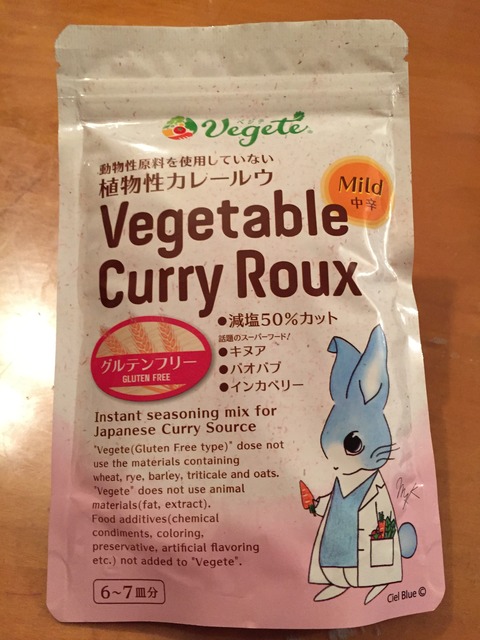 ベジタ
Vegete®
動物性原料を使用していない
植物性カレールウ
Mild
中辛
Vegetable
Curry Roux
●減塩50%カット
話題のスーパーフード!
●キヌア
●バオバブ
●インカベリー
グルテンフリー
GLUTEN FREE
Instant seasoning mix for
Japanese Curry Source
"Vegete(Gluten Free type)" dose not
use the materials containing
wheat, rye, barley, triticale and oats.
"Vegete" does not use animal
materials(fat, extract).
Food additives(chemical
condiments, coloring,
preservative, artificial flavoring
etc.) not added to "Vegete".
6〜7皿分
Ciel Blue ©